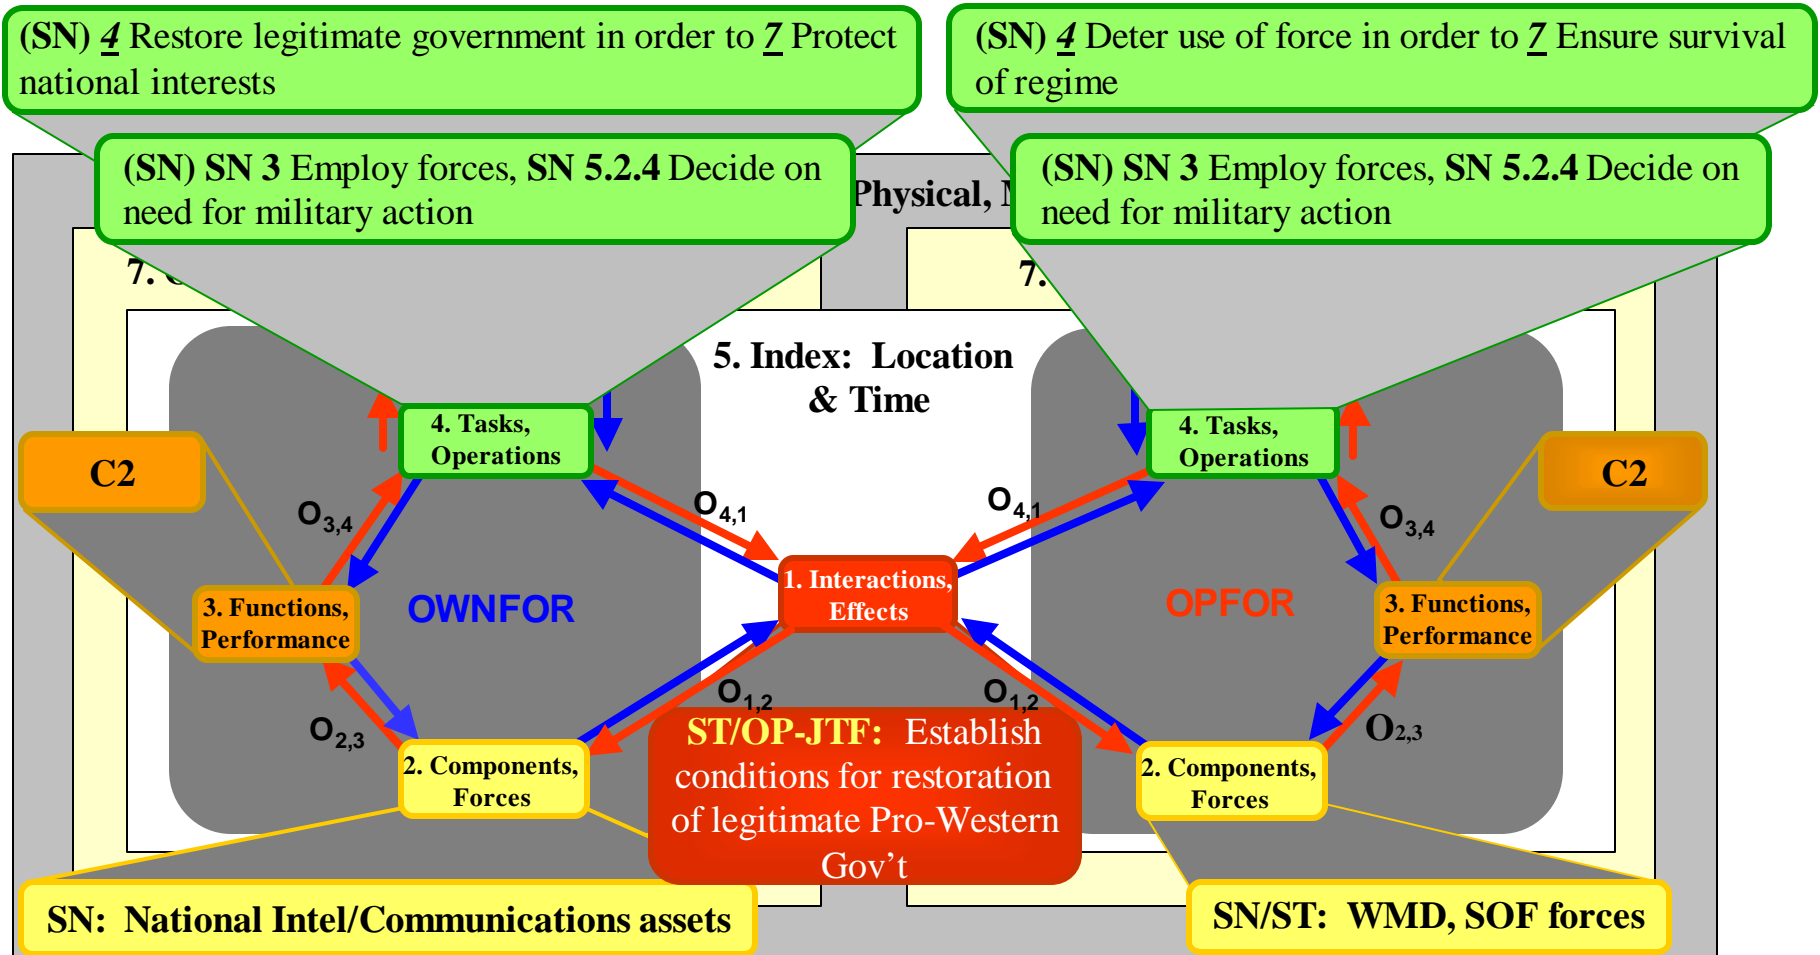 (SN) 4 Restore legitimate government in order to 7 Protect
national interests
(SN) 4 Deter use of force in order to 7 Ensure survival
of regime
(SN) SN 3 Employ forces, SN 5.2.4 Decide on
need for military action
(SN) SN 3 Employ forces, SN 5.2.4 Decide on
need for military action
Physical,
7.
7.
5. Index: Location
& Time
4. Tasks,
Operations
4. Tasks,
Operations
C2
C2
O3,4
O4,1
O4,1
O3,4
1. Interactions,
Effects
3. Functions,
Performance
OWNFOR
OPFOR
3. Functions,
Performance
O1,2
O1,2
O2,3
O2,3
ST/OP-JTF: Establish
conditions for restoration
of legitimate Pro-Western
Gov't
2. Components,
Forces
2. Components,
Forces
SN: National Intel/Communications assets
SN/ST: WMD, SOF forces